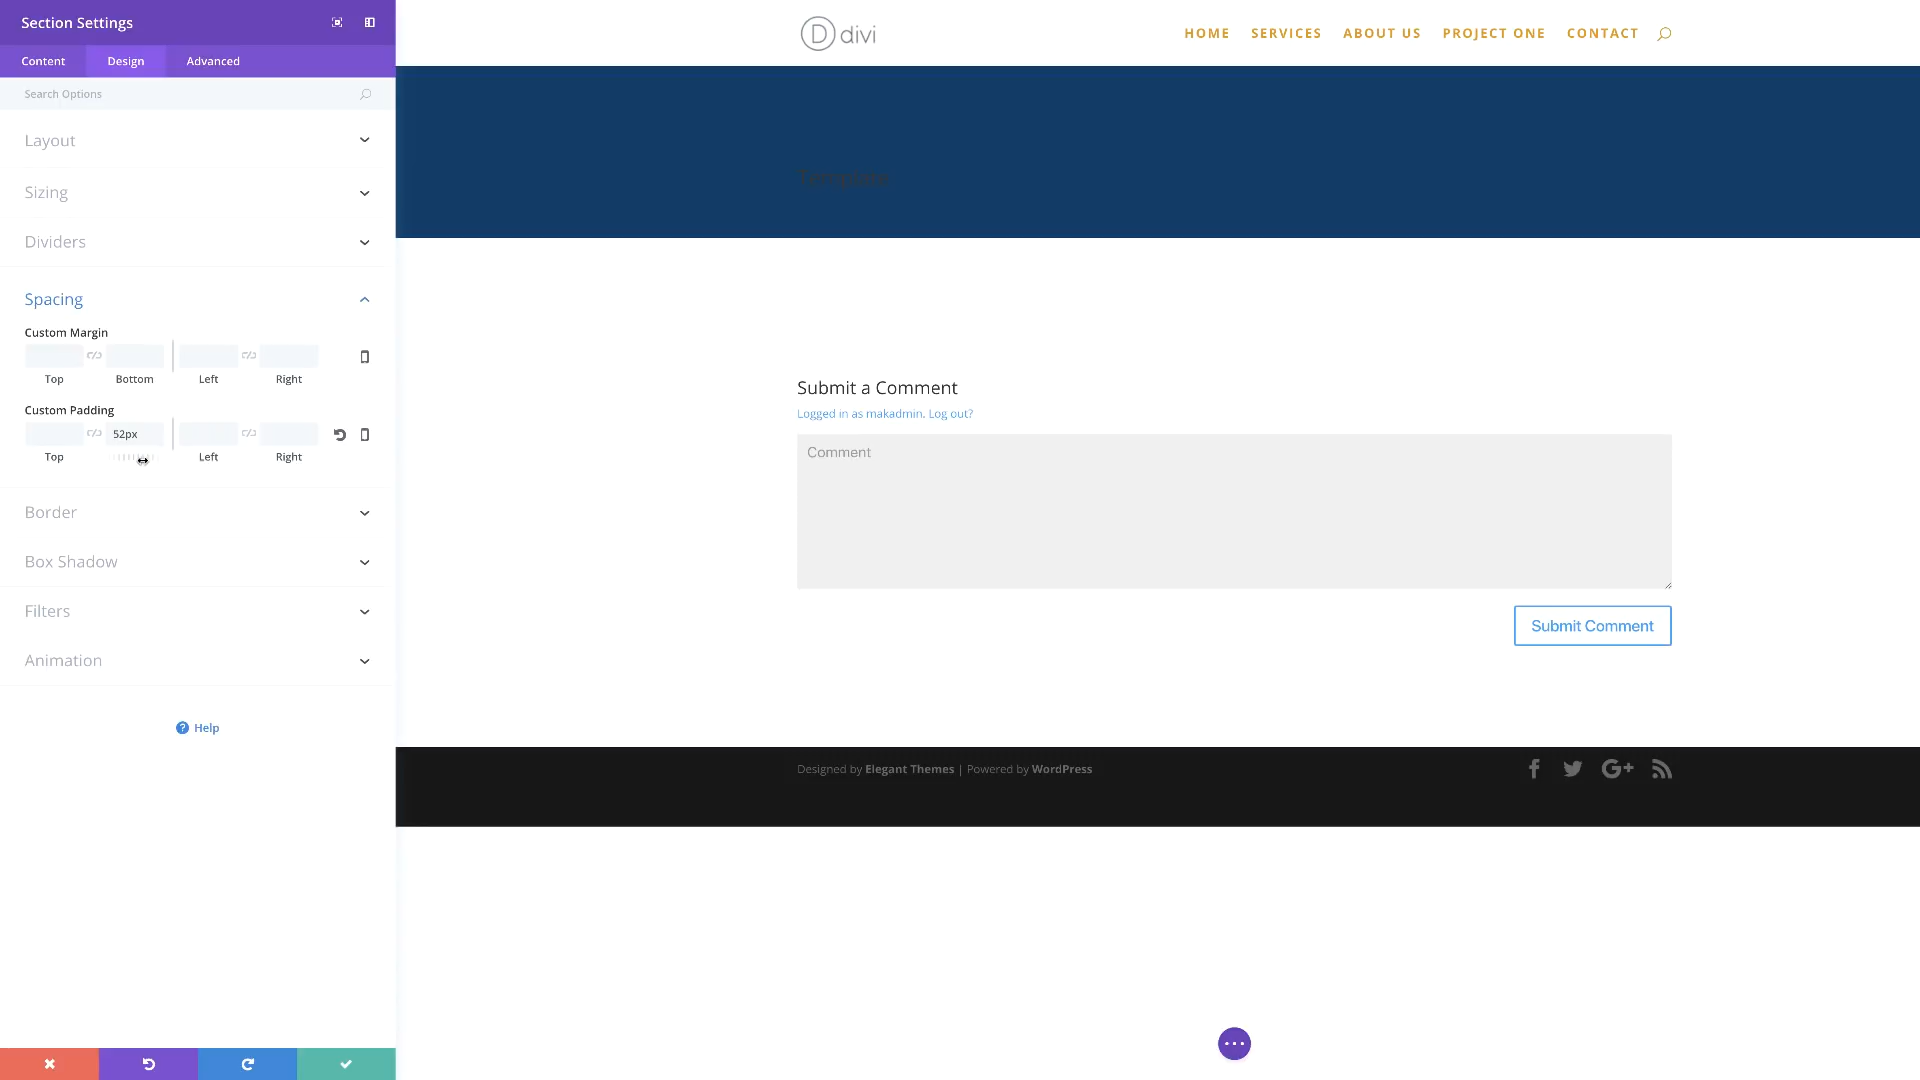 Section Settings
Content Design Advanced
Search Options
Layout
Sizing
Dividers
Spacing
Custom Margin
Top Bottom Left Right
Custom Padding
52px
Top Left Right
Border
Box Shadow
Filters
Animation
? Help
D divi
HOME SERVICES ABOUT US PROJECT ONE CONTACT
Template
Submit a Comment
Logged in as makadmin. Log out?
Comment
Submit Comment
Designed by Elegant Themes | Powered by WordPress